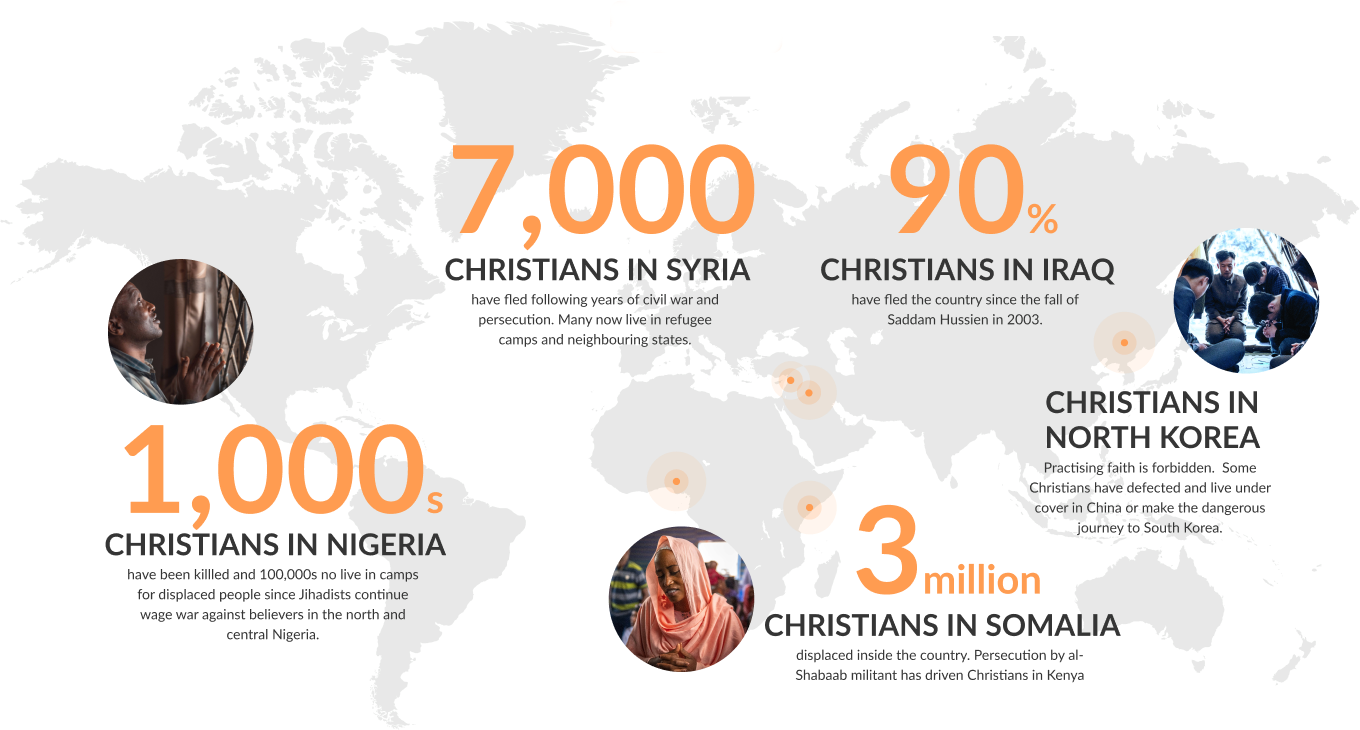 7,000
CHRISTIANS IN SYRIA
have fled following years of civil war and
persecution. Many now live in refugee
camps and neighbouring states.
90%
CHRISTIANS IN IRAQ
have fled the country since the fall of
Saddam Hussien in 2003.
CHRISTIANS IN
NORTH KOREA
Practising faith is forbidden.  Some
Christians have defected and live under
cover in China or make the dangerous
journey to South Korea.
1,000s
CHRISTIANS IN NIGERIA
have been killled and 100,000s no live in camps
for displaced people since Jihadists continue
wage war against believers in the north and
central Nigeria.
3 million
CHRISTIANS IN SOMALIA
displaced inside the country. Persecution by al-
Shabaab militant has driven Christians in Kenya